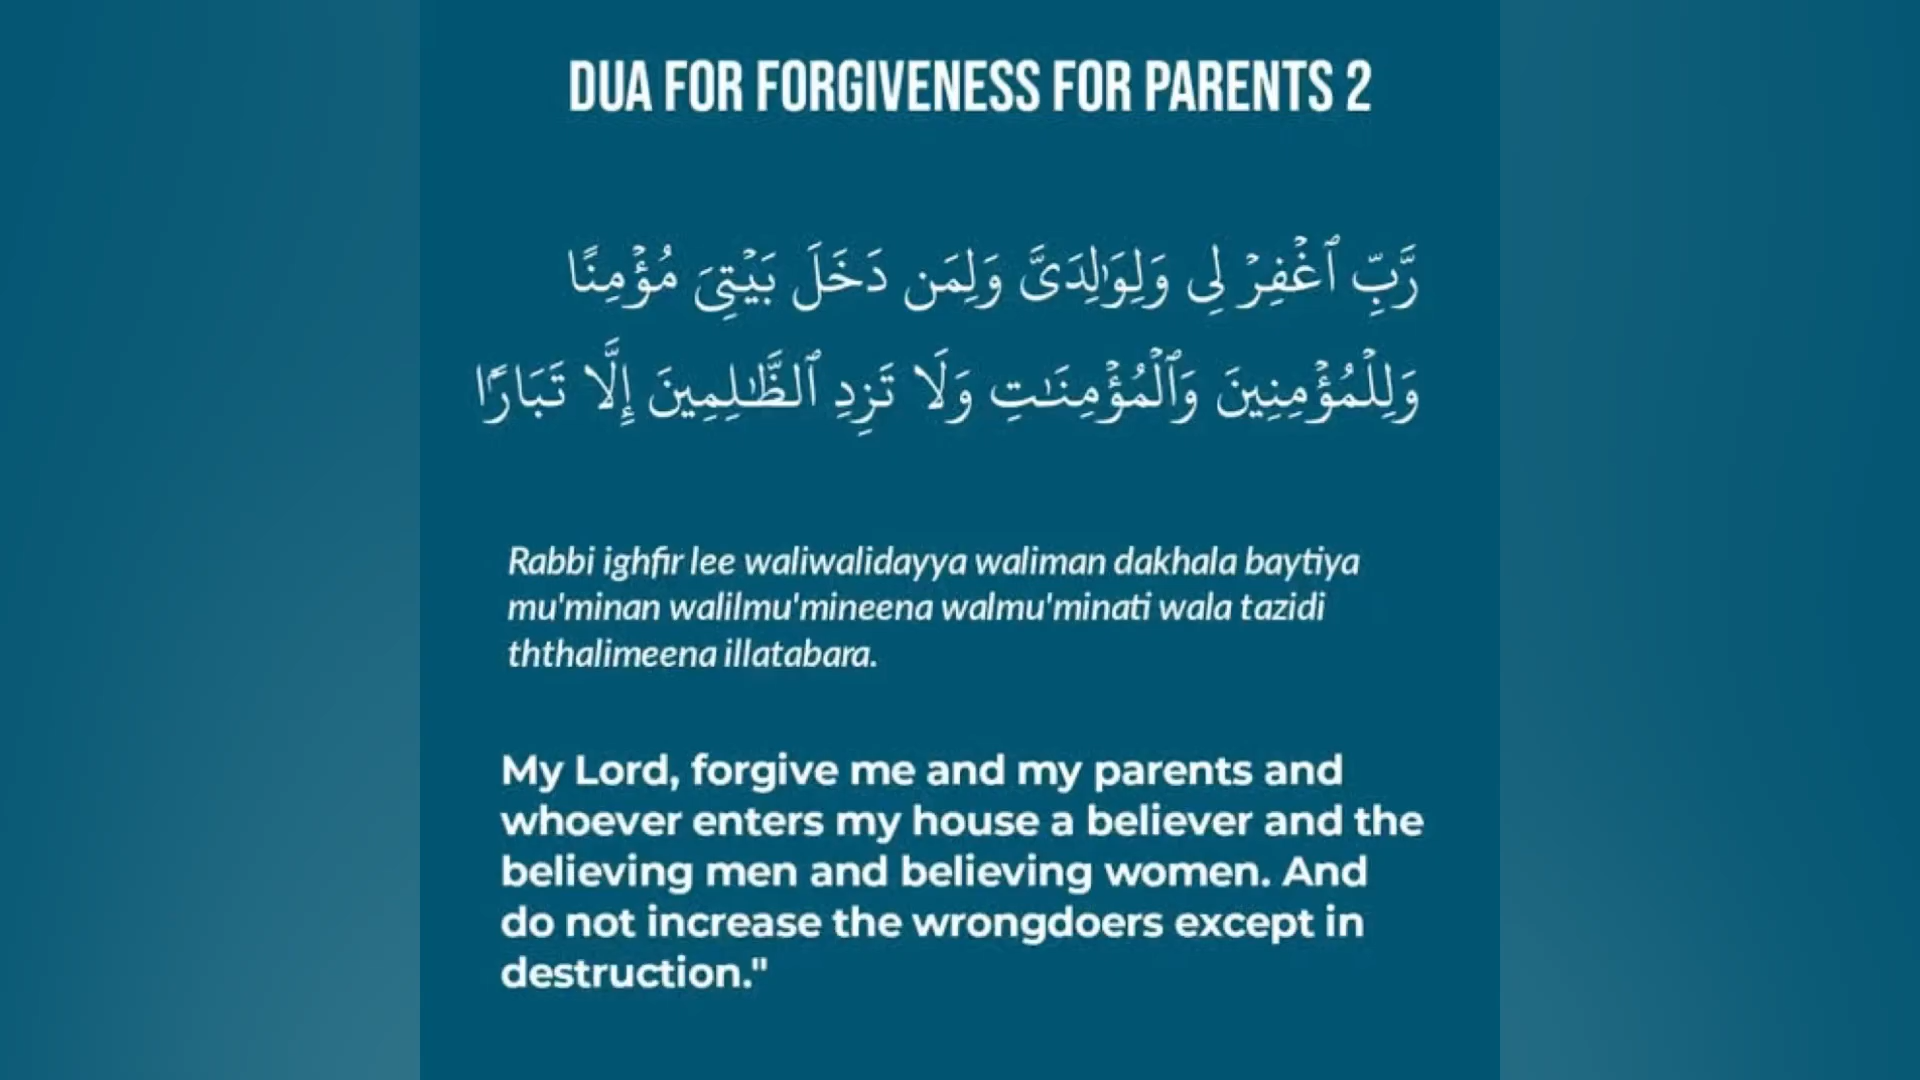 DUA FOR FORGIVENESS FOR PARENTS 2
رَّبِّ ٱغْفِرْ لِى وَلِوَٰلِدَىَّ وَلِمَن دَخَلَ بَيْتِىَ مُؤْمِنًا
وَلِلْمُؤْمِنِينَ وَٱلْمُؤْمِنَـٰتِ وَلَا تَزِدِ ٱلظَّـٰلِمِينَ إِلَّا تَبَارًۢا
Rabbi ighfir lee waliwalidayya waliman dakhala baytiya
mu'minan walilmu'mineena walmu'minati wala tazidi
ththalimeena illatabara.
My Lord, forgive me and my parents and
whoever enters my house a believer and the
believing men and believing women. And
do not increase the wrongdoers except in
destruction."